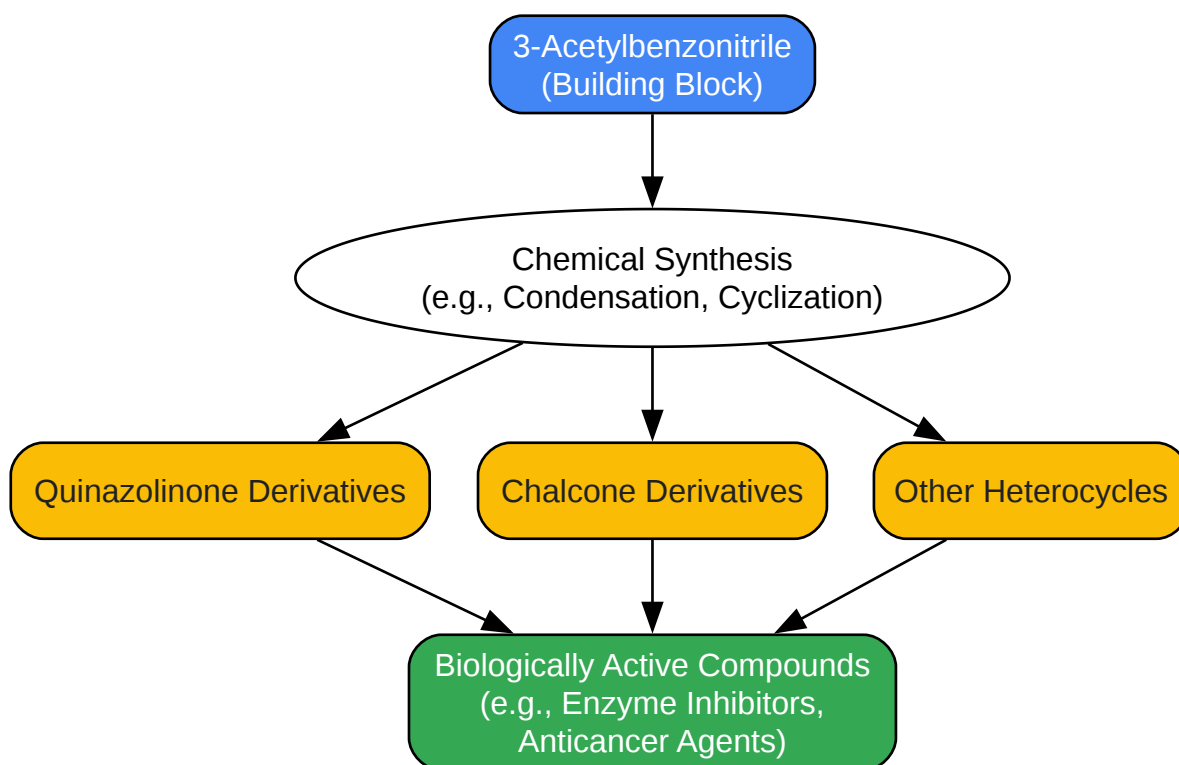 3-Acetylbenzonitrile
(Building Block)
Chemical Synthesis
(e.g., Condensation, Cyclization)
Quinazolinone Derivatives
Chalcone Derivatives
Other Heterocycles
Biologically Active Compounds
(e.g., Enzyme Inhibitors,
Anticancer Agents)